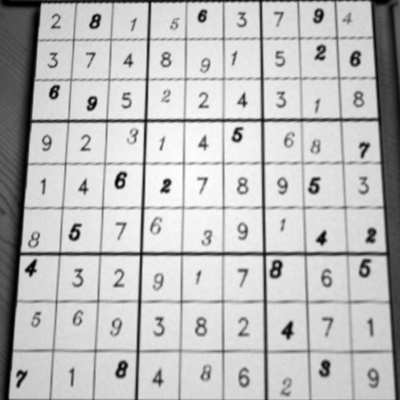 2 8 1 5 6 3 7 9 4
3 7 4 8 9 1 5 2 6
6 9 5 2 2 4 3 1 8
9 2 3 1 4 5 6 8 7
1 4 6 2 7 8 9 5 3
8 5 7 6 3 9 1 4 2
4 3 2 9 1 7 8 6 5
5 6 9 3 8 2 4 7 1
7 1 8 4 8 6 2 3 9